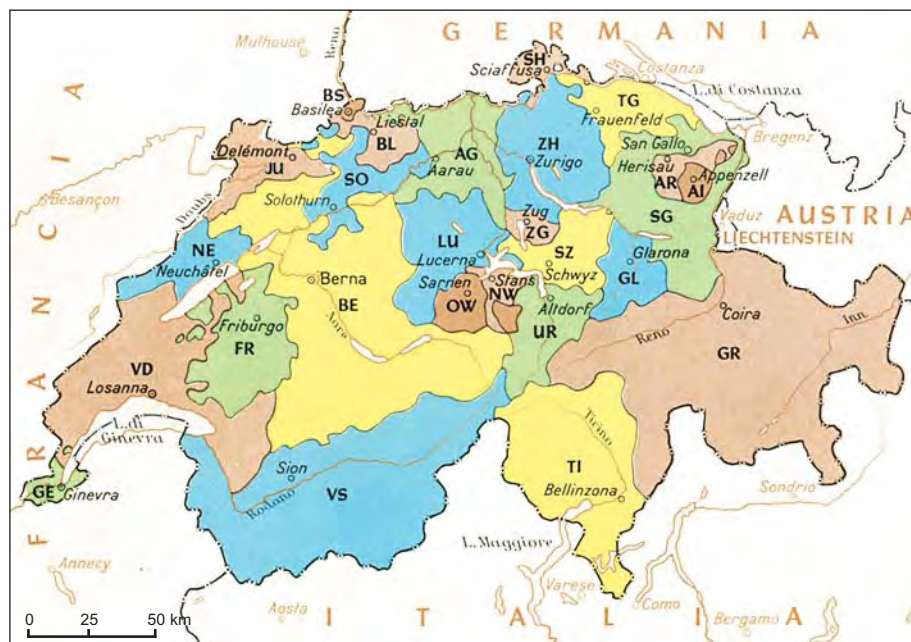 GERMANIA
Mulhouse
Reno
SH
Sciaffusa
Costanza
L. di Costanza
BS
Basilea
TG
Frauenfeld
Bregenz
Liestal
BL
ZH
San Gallo
Delémont
JU
AG
Zurigo
Herisau
SO
Aarau
AR
AI
Appenzell
Besançon
Doubs
Solothurn
Zug
ZG
SG
Vaduz
AUSTRIA
LIECHTENSTEIN
FRANCIA
NE
Neuchâtel
LU
Lucerna
SZ
Schwyz
Glarona
GL
Berna
BE
Sarnen
OW
Stans
NW
Altdorf
UR
Aare
Friburgo
FR
Coira
Reno
Inn.
GR
VD
Losanna
L. di
Ginevra
GE
Ginevra
Sion
Rodano
VS
Ticino
TI
Bellinzona
Sondrio
L. Maggiore
Annecy
Aosta
Varese
Como
Bergamo
ITALIA
0 25 50 km